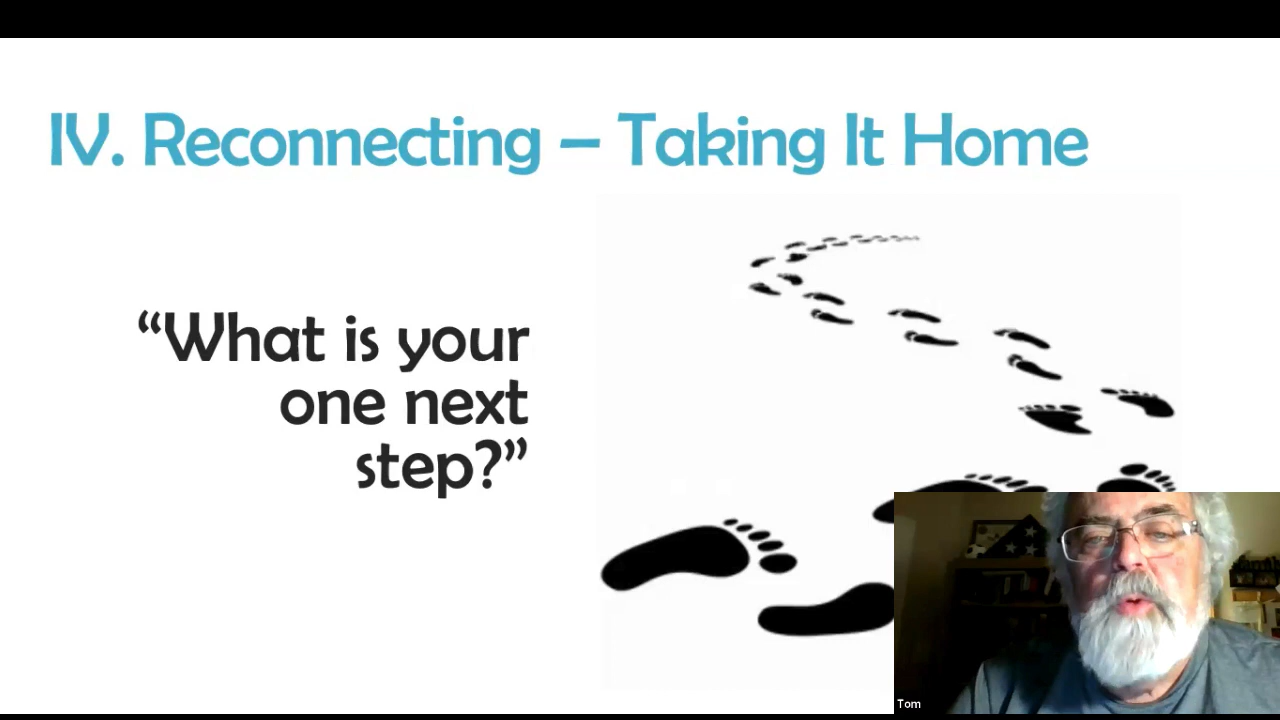 IV. Reconnecting – Taking It Home
“What is your
one next
step?”
Tom